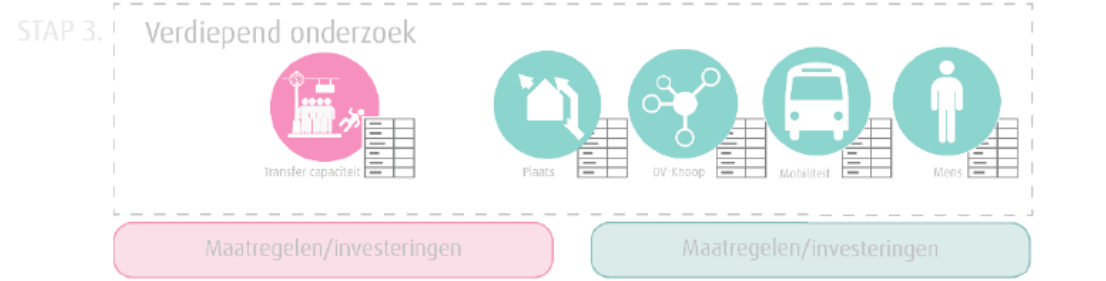 STAP 3.
Verdiepend onderzoek
Transfer capaciteit
Plaats
OV-Knoop
Mobiliteit
Mens
Maatregelen/investeringen
Maatregelen/investeringen